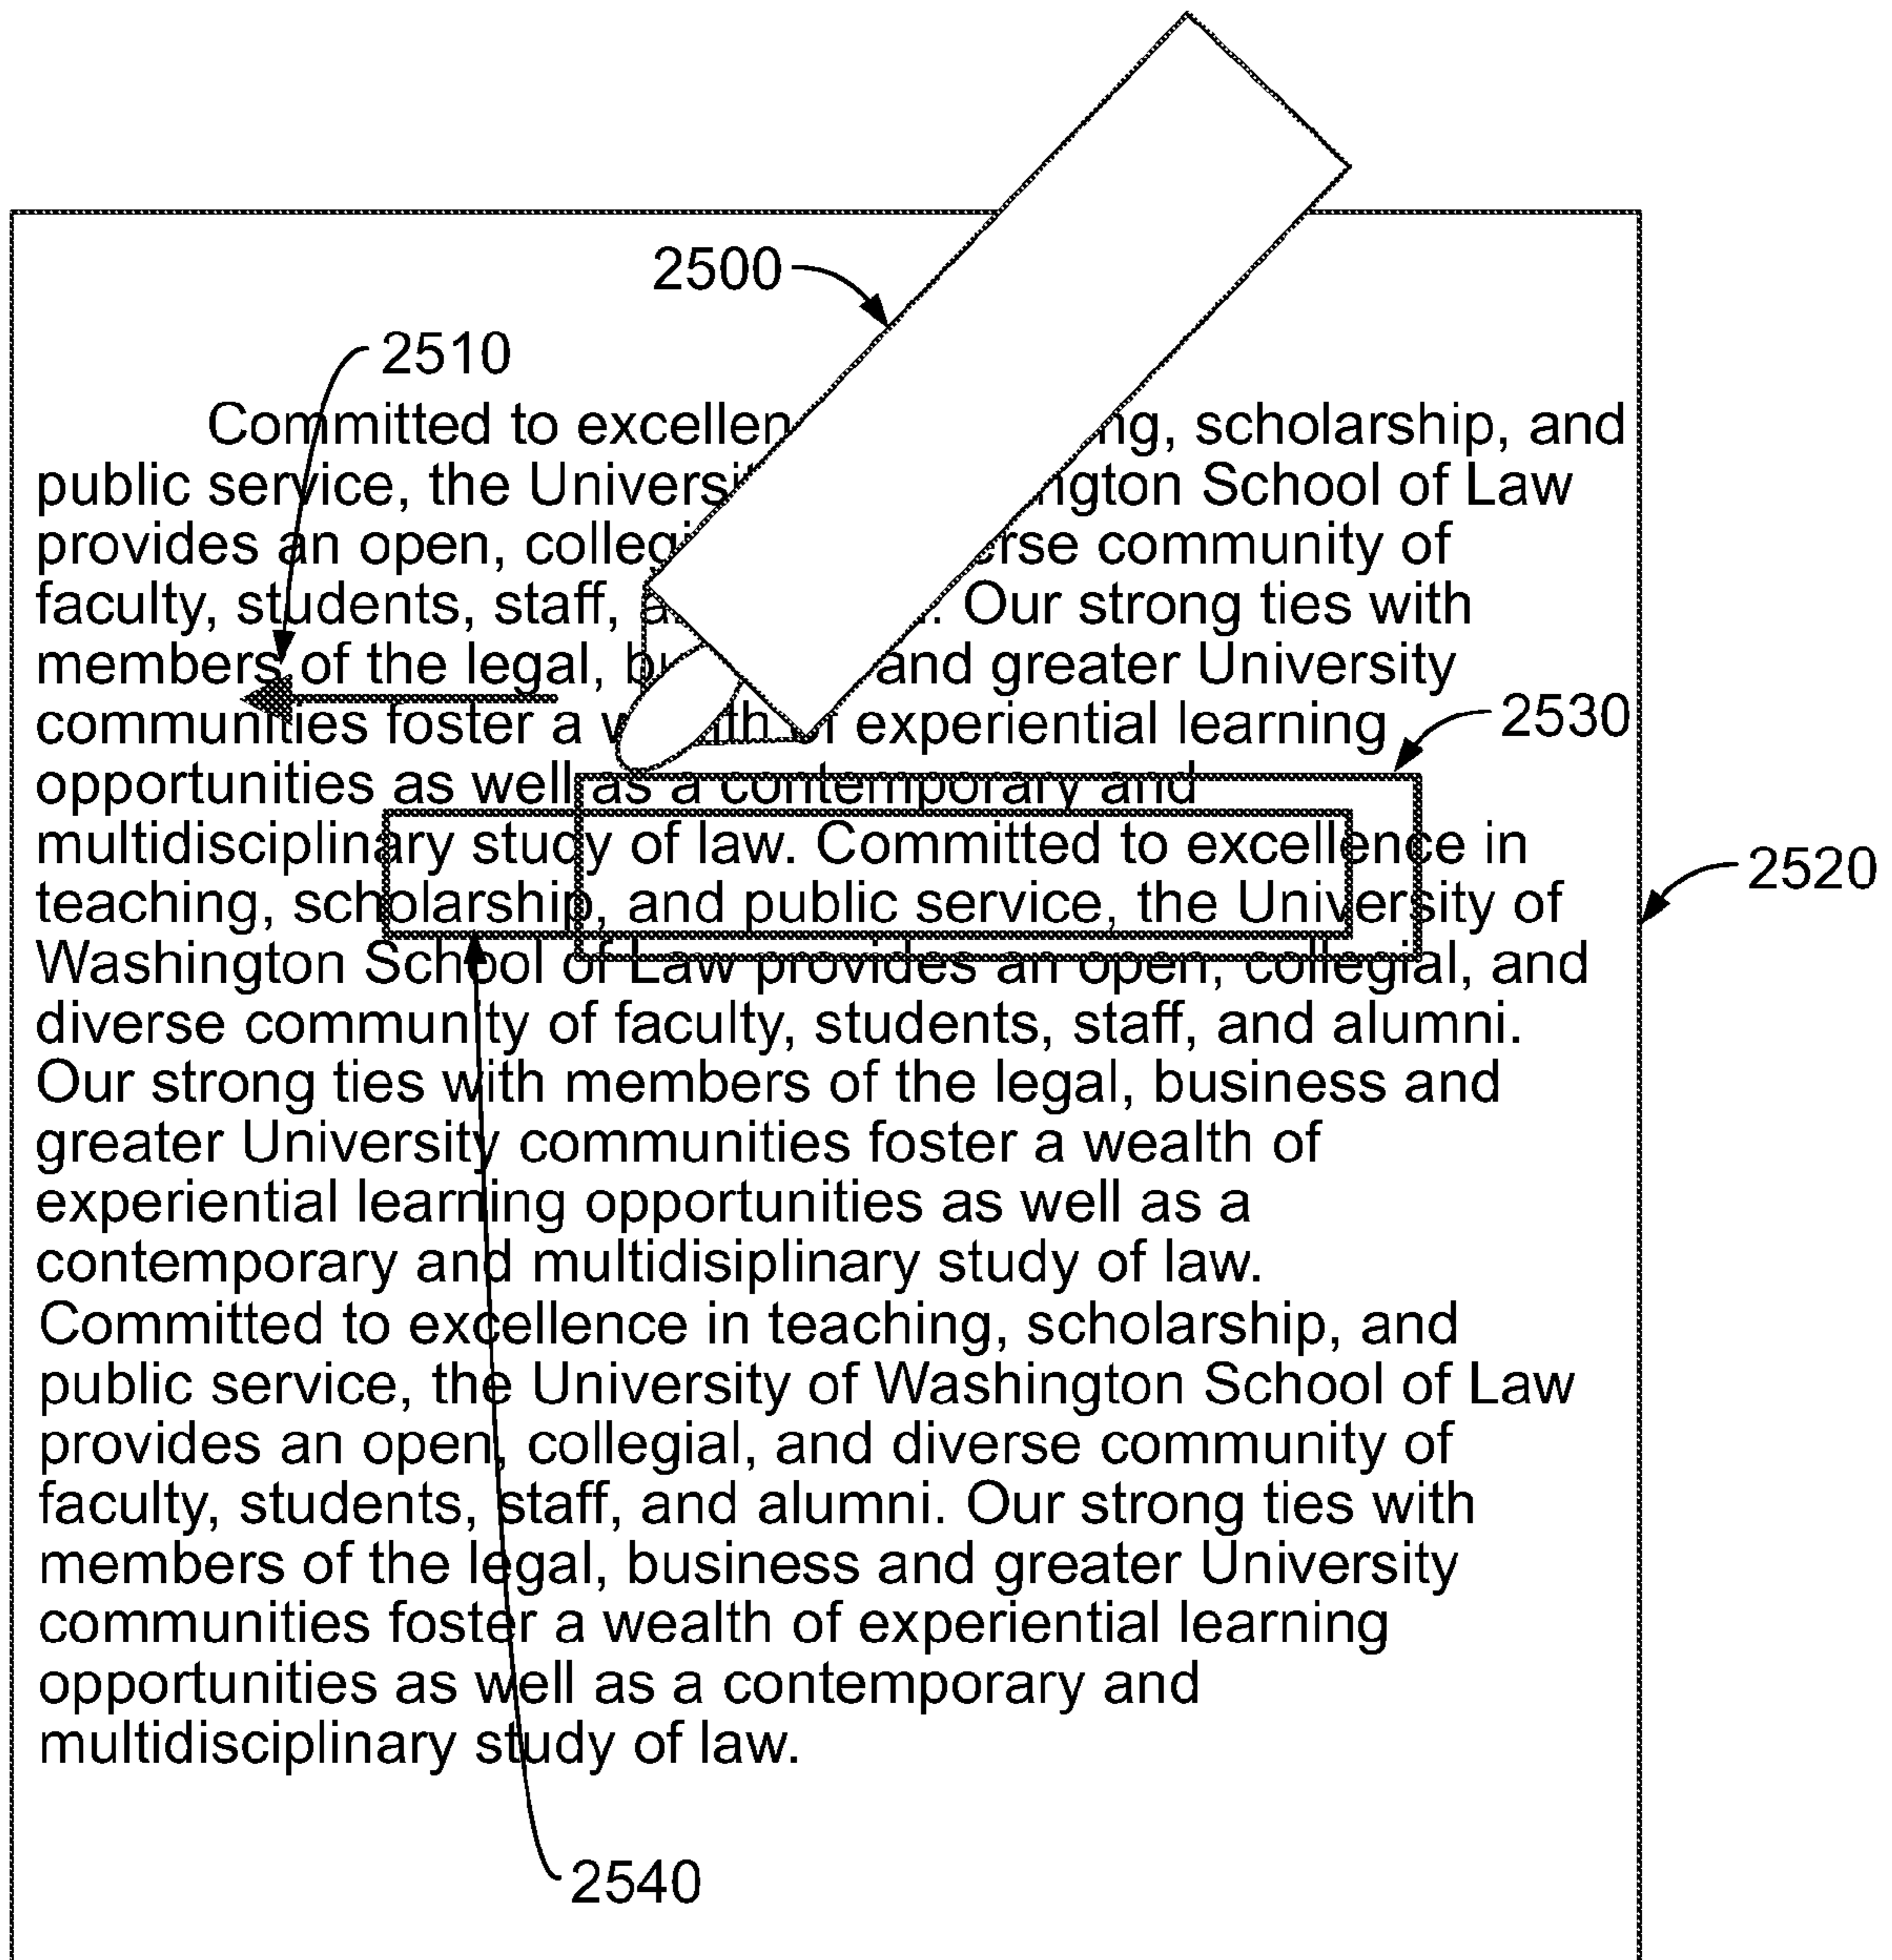 2500
2510
Committed to excellen ng, scholarship, and
public service, the Universi ngton School of Law
provides an open, colleg erse community of
faculty, students, staff, a . Our strong ties with
members of the legal, bu and greater University
communities foster a w lth of experiential learning
2530
opportunities as well as a contemporary and
multidisciplinary study of law. Committed to excellence in
2520
teaching, scholarship, and public service, the University of
Washington School of Law provides an open, collegial, and
diverse community of faculty, students, staff, and alumni.
Our strong ties with members of the legal, business and
greater University communities foster a wealth of
experiential learning opportunities as well as a
contemporary and multidisiplinary study of law.
Committed to excellence in teaching, scholarship, and
public service, the University of Washington School of Law
provides an open, collegial, and diverse community of
faculty, students, staff, and alumni. Our strong ties with
members of the legal, business and greater University
communities foster a wealth of experiential learning
opportunities as well as a contemporary and
multidisciplinary study of law.
2540